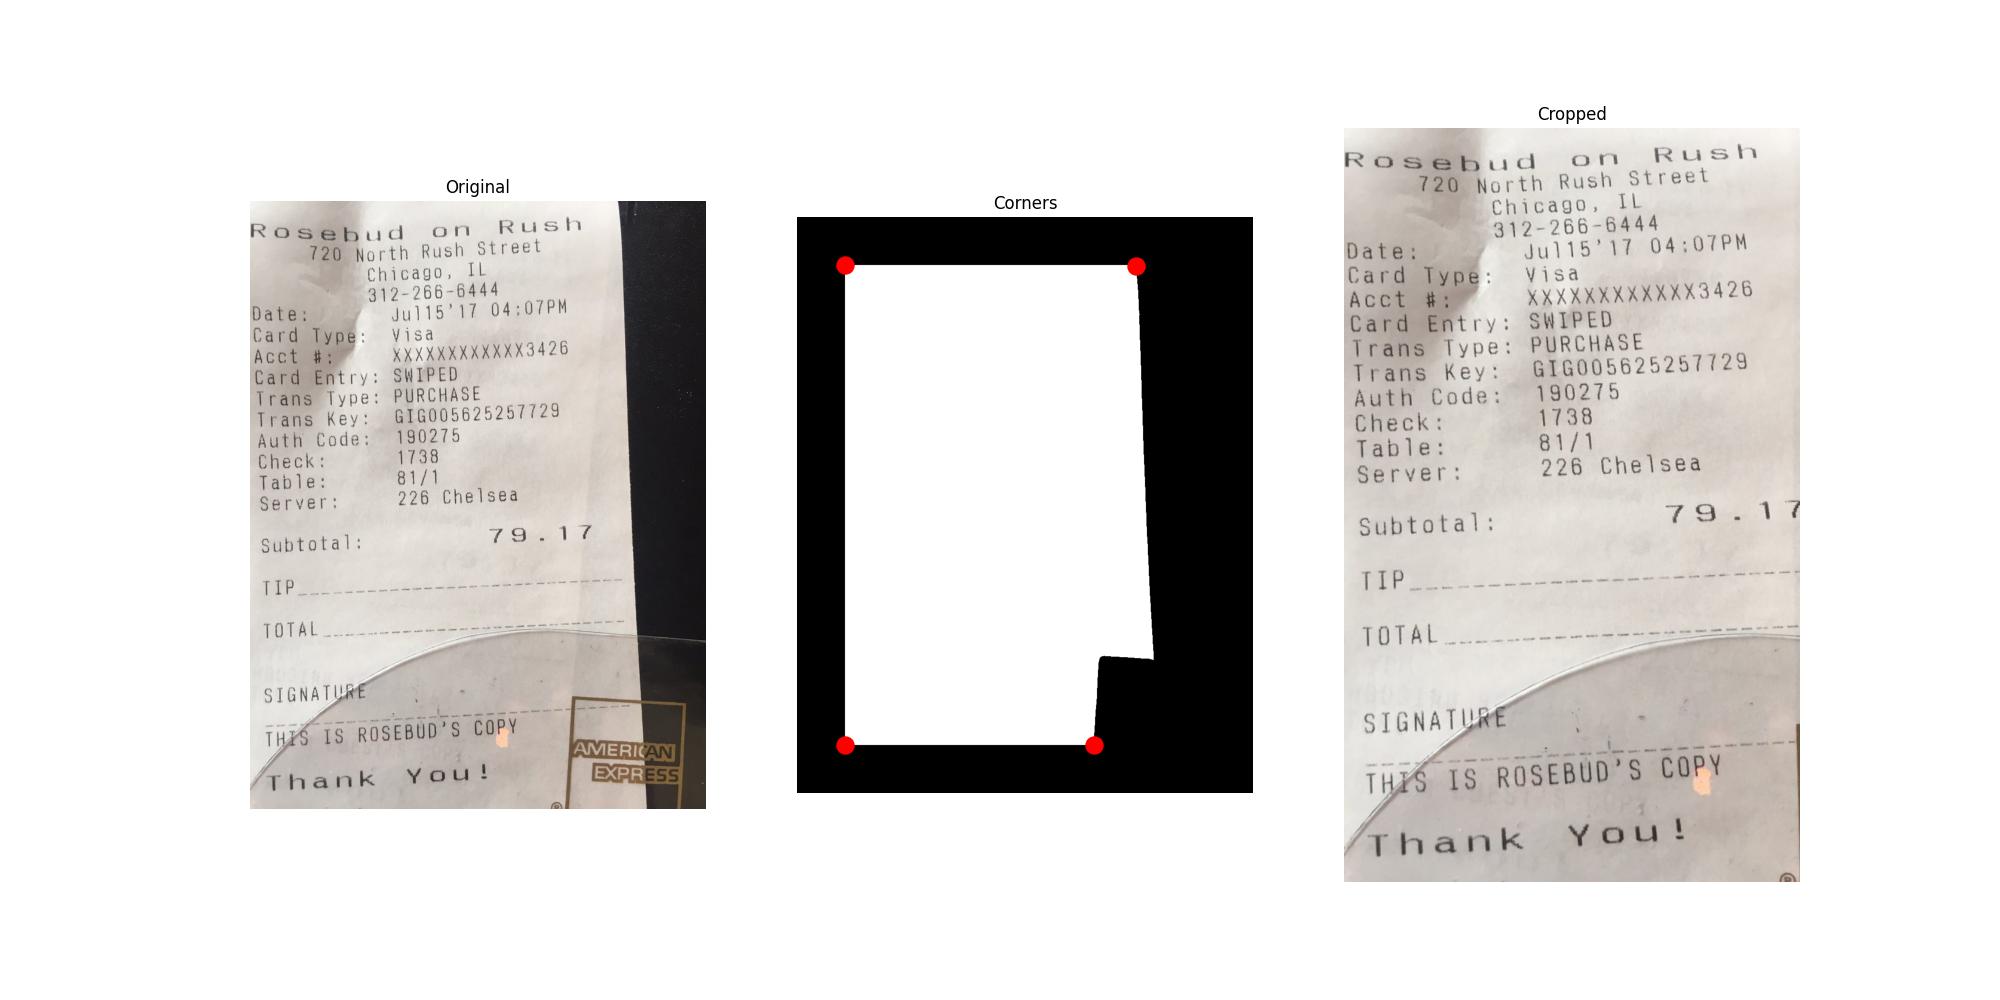 Original
Rosebud on Rush
720 North Rush Street
Chicago, IL
312-266-6444
Date: Jul15'17 04:07PM
Card Type: Visa
Acct #: XXXXXXXXXXXX3426
Card Entry: SWIPED
Trans Type: PURCHASE
Trans Key: GIG005625257729
Auth Code: 190275
Check: 1738
Table: 81/1
Server: 226 Chelsea
Subtotal: 79.17
TIP
TOTAL
SIGNATURE
THIS IS ROSEBUD'S COPY
Thank You!
AMERICAN
EXPRESS
®
Corners
Cropped
Rosebud on Rush
720 North Rush Street
Chicago, IL
312-266-6444
Date: Jul15'17 04:07PM
Card Type: Visa
Acct #: XXXXXXXXXXXX3426
Card Entry: SWIPED
Trans Type: PURCHASE
Trans Key: GIG005625257729
Auth Code: 190275
Check: 1738
Table: 81/1
Server: 226 Chelsea
Subtotal: 79.17
TIP
TOTAL
SIGNATURE
THIS IS ROSEBUD'S COPY
Thank You!
®